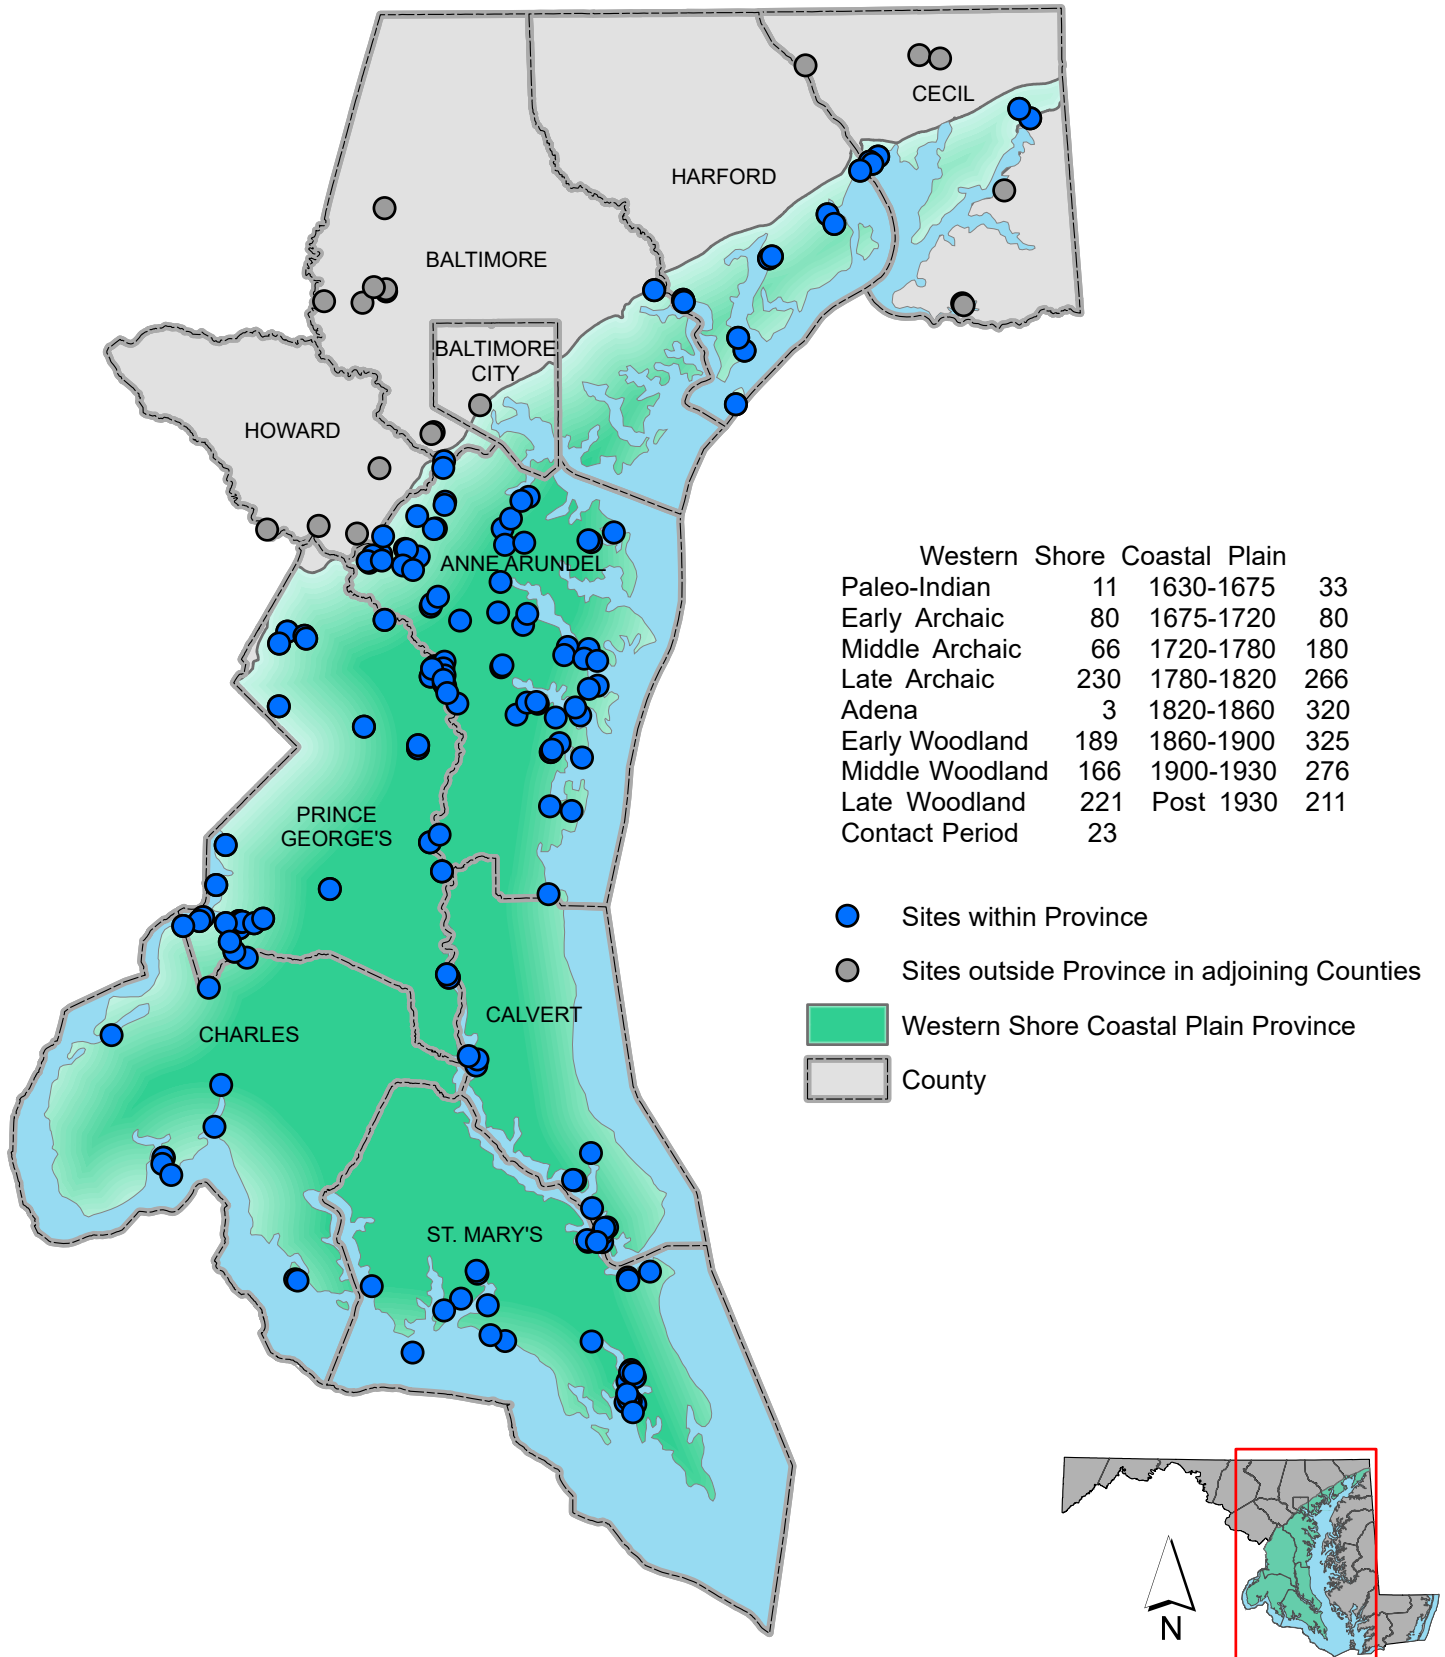 CECIL
HARFORD
BALTIMORE
BALTIMORE
CITY
HOWARD
ANNE ARUNDEL
PRINCE
GEORGE'S
CHARLES
CALVERT
ST. MARY'S
Western Shore Coastal Plain
Paleo-Indian 11 1630-1675 33
Early Archaic 80 1675-1720 80
Middle Archaic 66 1720-1780 180
Late Archaic 230 1780-1820 266
Adena 3 1820-1860 320
Early Woodland 189 1860-1900 325
Middle Woodland 166 1900-1930 276
Late Woodland 221 Post 1930 211
Contact Period 23
Sites within Province
Sites outside Province in adjoining Counties
Western Shore Coastal Plain Province
County
N